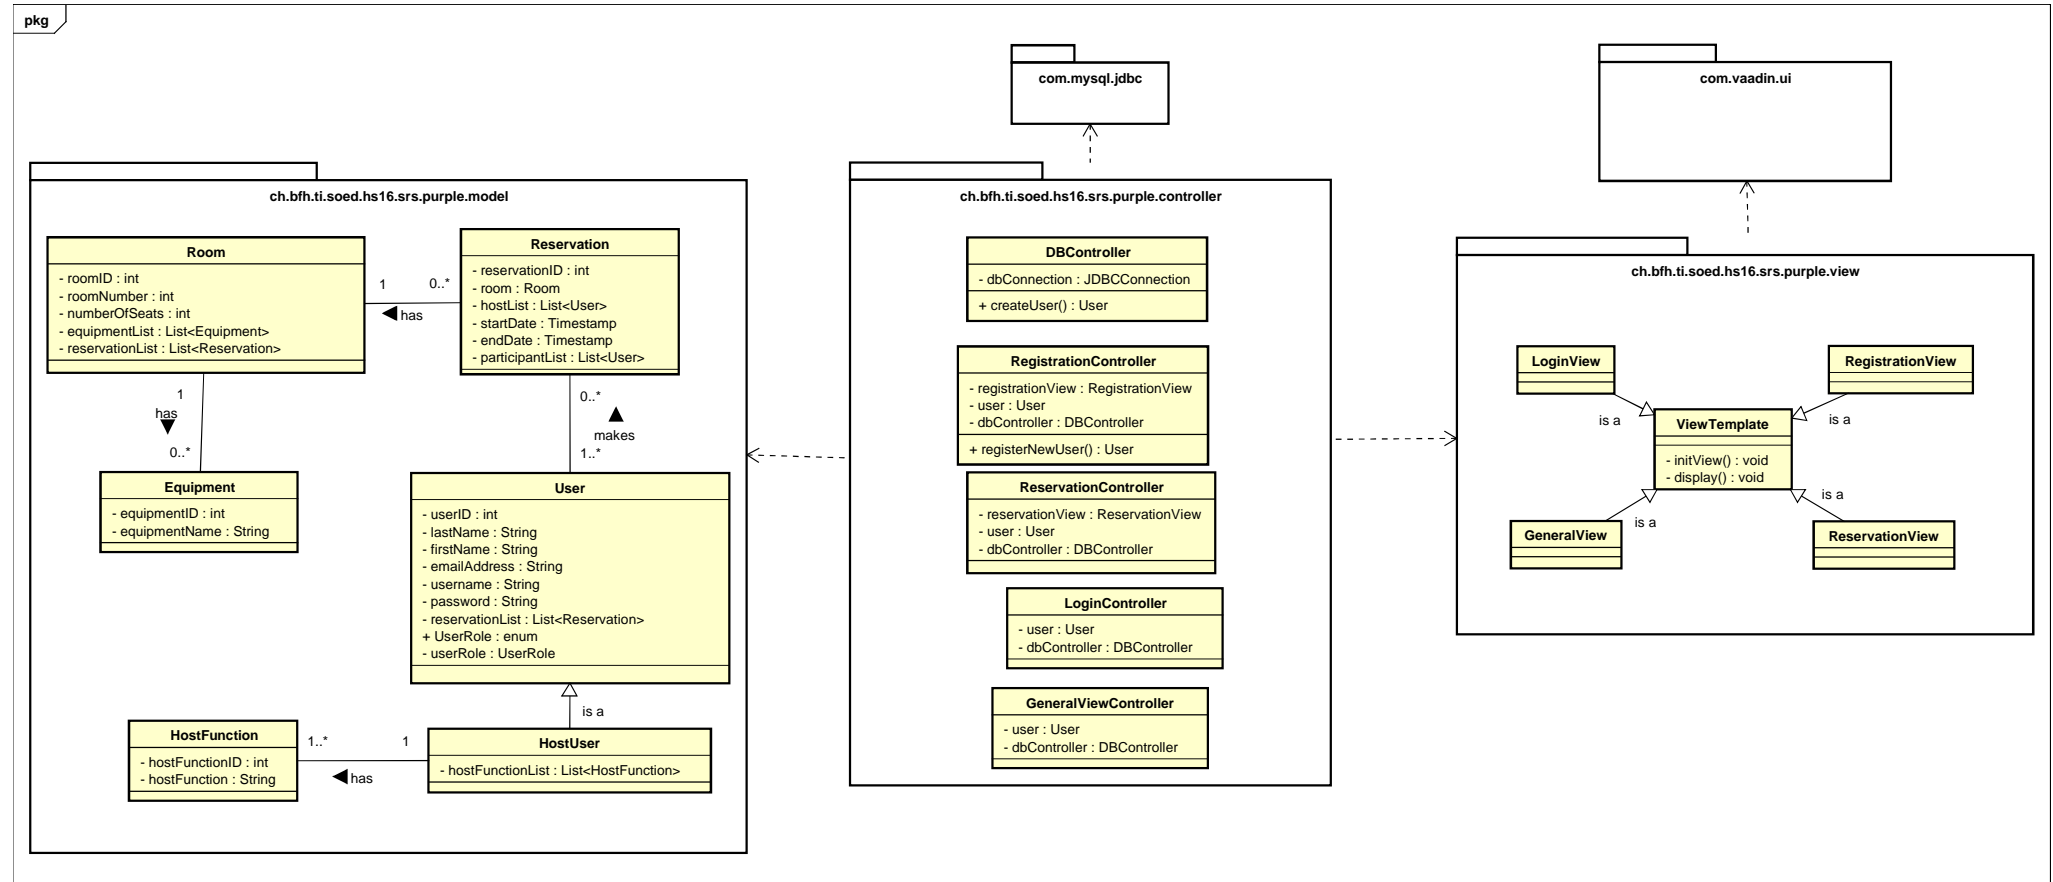 pkg
com.mysql.jdbc
com.vaadin.ui
ch.bfh.ti.soed.hs16.srs.purple.model
Room
- roomID : int
- roomNumber : int
- numberOfSeats : int
- equipmentList : List<Equipment>
- reservationList : List<Reservation>
1
0..*
has
Reservation
- reservationID : int
- room : Room
- hostList : List<User>
- startDate : Timestamp
- endDate : Timestamp
- participantList : List<User>
1
has
0..*
0..*
makes
1..*
Equipment
- equipmentID : int
- equipmentName : String
User
- userID : int
- lastName : String
- firstName : String
- emailAddress : String
- username : String
- password : String
- reservationList : List<Reservation>
+ UserRole : enum
- userRole : UserRole
is a
HostFunction
- hostFunctionID : int
- hostFunction : String
1..*
1
has
HostUser
- hostFunctionList : List<HostFunction>
ch.bfh.ti.soed.hs16.srs.purple.controller
DBController
- dbConnection : JDBCConnection
+ createUser() : User
RegistrationController
- registrationView : RegistrationView
- user : User
- dbController : DBController
+ registerNewUser() : User
ReservationController
- reservationView : ReservationView
- user : User
- dbController : DBController
LoginController
- user : User
- dbController : DBController
GeneralViewController
- user : User
- dbController : DBController
ch.bfh.ti.soed.hs16.srs.purple.view
LoginView
RegistrationView
is a
is a
ViewTemplate
- initView() : void
- display() : void
is a
is a
GeneralView
ReservationView